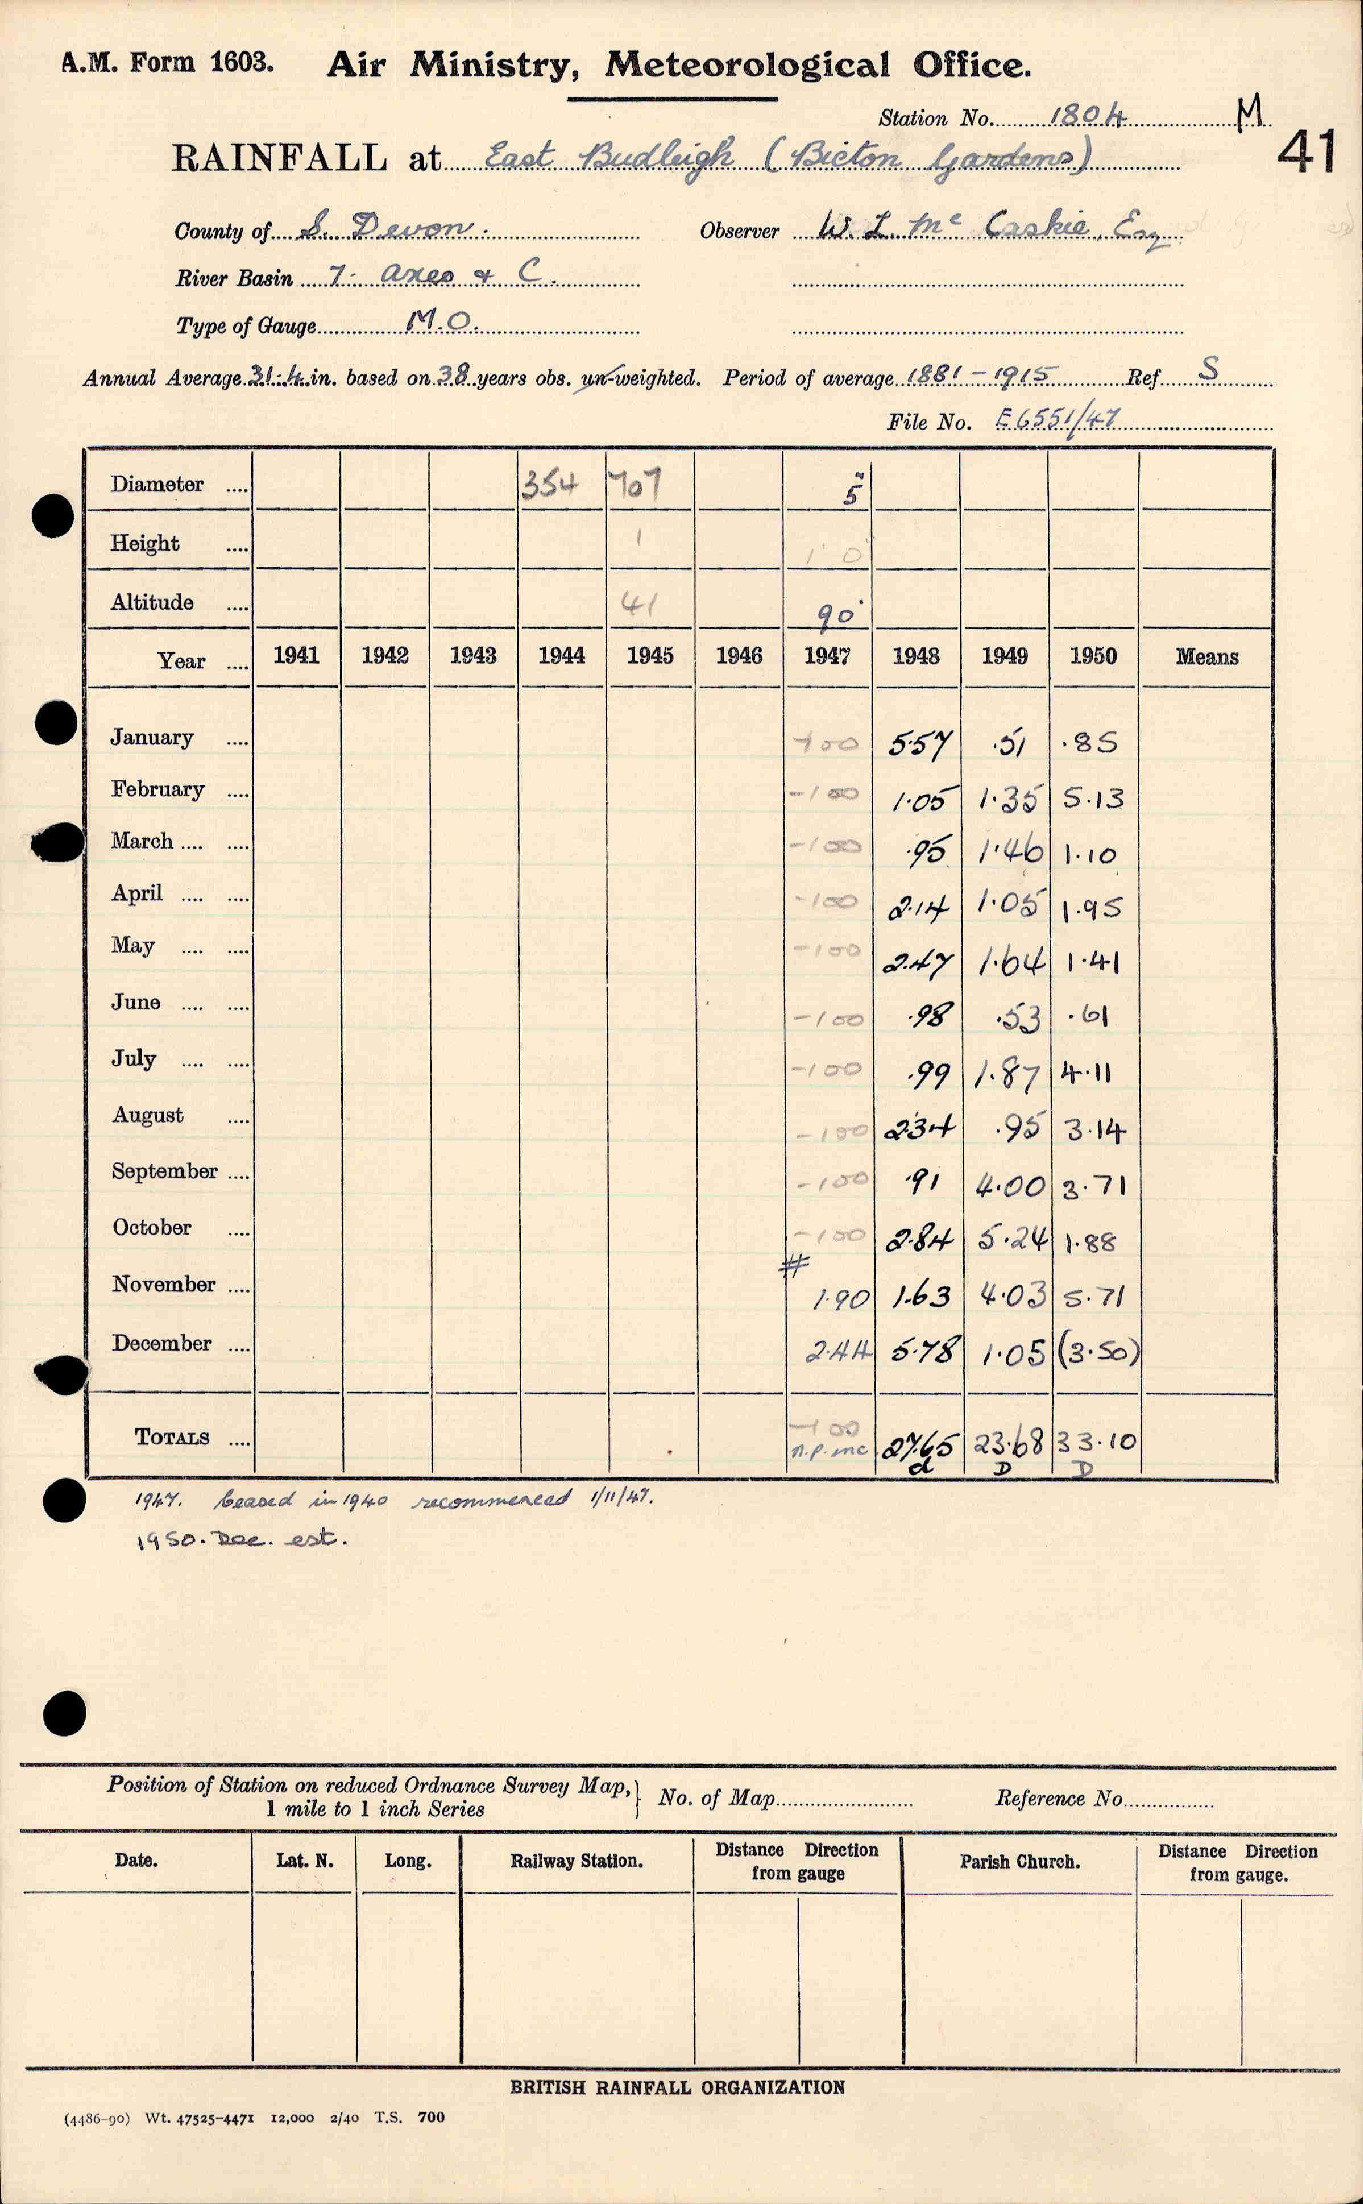 A.M. Form 1603. Air Ministry, Meteorological Office.
Station No. 1804 M
RAINFALL at East Budleigh (Bicton Gardens) 41
County of S. Devon. Observer W. L. Mc Caskie, Esq
River Basin 7. Axes & C.
Type of Gauge M.O.
Annual Average 31.4 in. based on 38 years obs. un-weighted. Period of average 1881-1915 Ref. S
File No. E6551/47
Diameter .... 354 707 5"
Height .... 1 1' 0"
Altitude .... 41 90'
Year .... 1941 1942 1943 1944 1945 1946 1947 1948 1949 1950 Means
January .... -100 5.57 .51 .85
February .... -100 1.05 1.35 5.13
March .... .... -100 .95 1.46 1.10
April .... .... -100 2.14 1.05 1.95
May .... .... -100 2.47 1.64 1.41
June .... .... -100 .98 .53 .61
July .... .... -100 .99 1.87 4.11
August .... -100 2.34 .95 3.14
September .... -100 .91 4.00 3.71
October .... -100 2.84 5.24 1.88
#
November .... 1.90 1.63 4.03 5.71
December .... 2.44 5.78 1.05 (3.50)
-100
TOTALS .... n.p. inc 27.65 23.68 33.10
d D D
1947. Ceased in 1940 recommenced 1/11/47.
1950. Dec. est.
Position of Station on reduced Ordnance Survey Map, } No. of Map Reference No.
1 mile to 1 inch Series
Date. Lat. N. Long. Railway Station. Distance Direction from gauge Parish Church. Distance Direction from gauge.
BRITISH RAINFALL ORGANIZATION
(4486-90) Wt. 47525-4471 12,000 2/40 T.S. 700